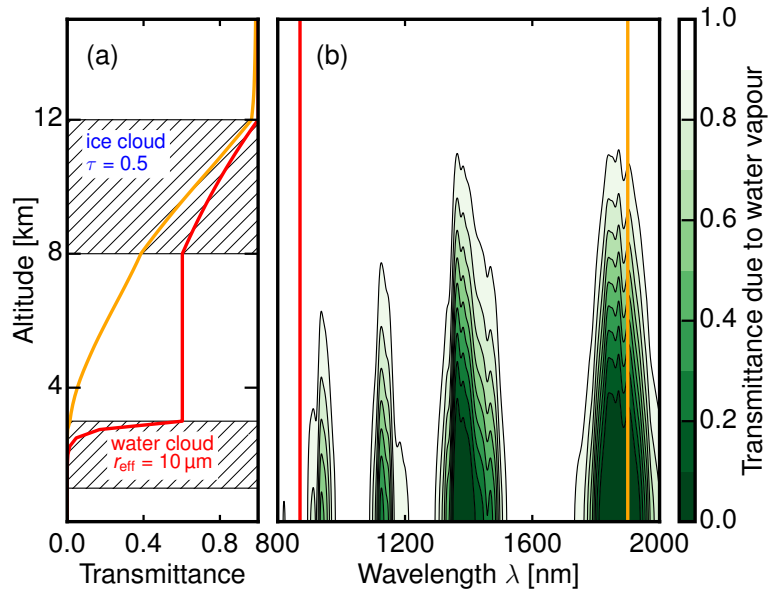 (a)
(b)
ice cloud
τ = 0.5
water cloud
r_eff = 10 µm
Altitude [km]
12
8
4
0.0
0.4
0.8
Transmittance
800
1200
1600
2000
Wavelength λ [nm]
1.0
0.8
0.6
0.4
0.2
0.0
Transmittance due to water vapour